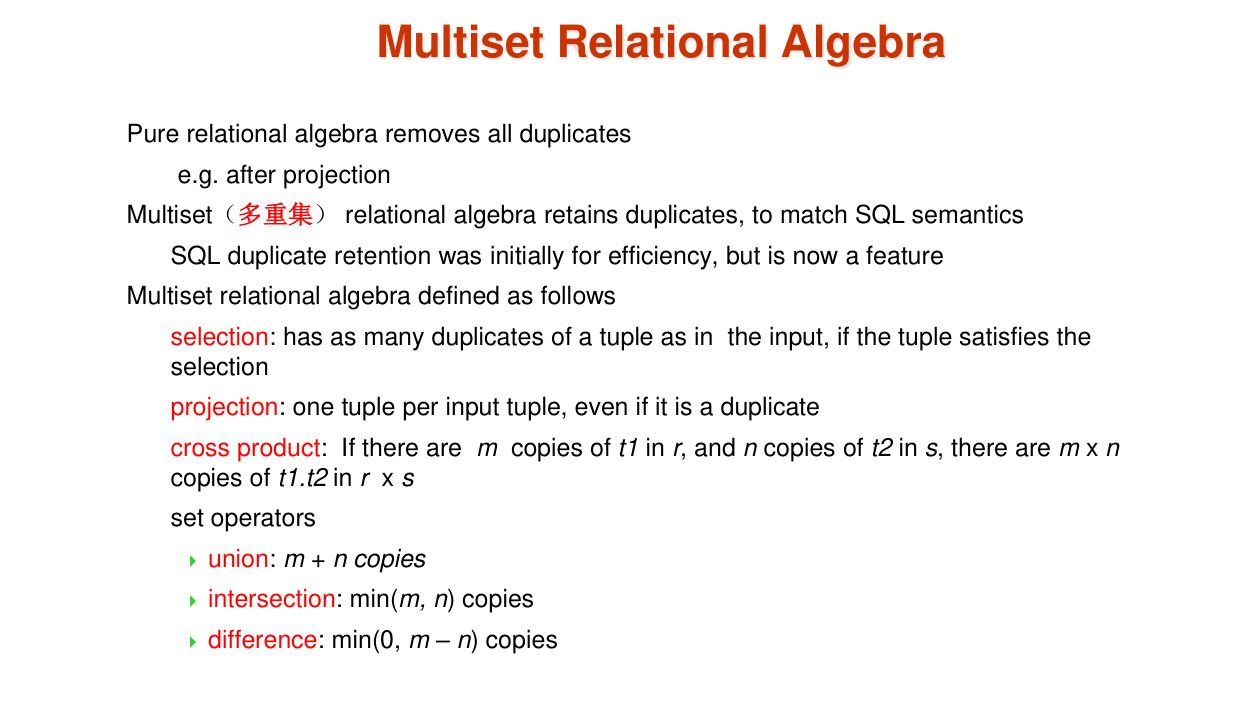 Multiset Relational Algebra
Pure relational algebra removes all duplicates
e.g. after projection
Multiset（多重集） relational algebra retains duplicates, to match SQL semantics
SQL duplicate retention was initially for efficiency, but is now a feature
Multiset relational algebra defined as follows
selection: has as many duplicates of a tuple as in the input, if the tuple satisfies the
selection
projection: one tuple per input tuple, even if it is a duplicate
cross product: If there are m copies of t1 in r, and n copies of t2 in s, there are m x n
copies of t1.t2 in r x s
set operators
union: m + n copies
intersection: min(m, n) copies
difference: min(0, m – n) copies